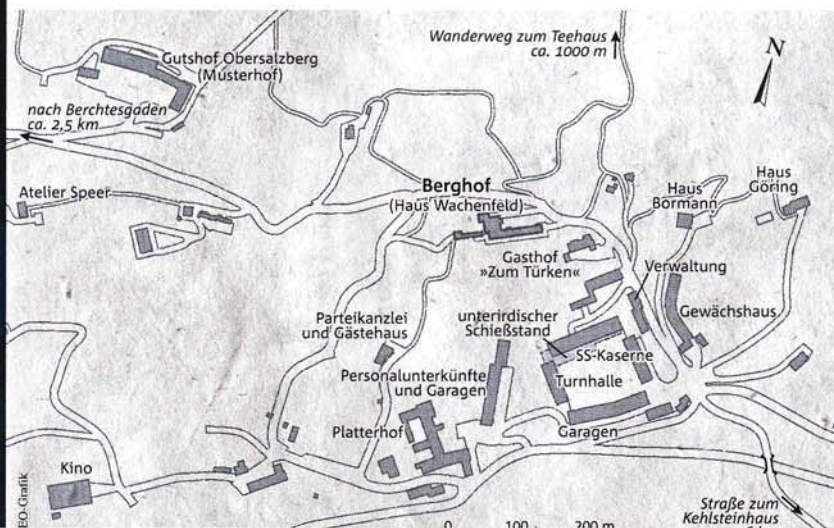 Gutshof Obersalzberg
(Musterhof)
Wanderweg zum Teehaus
ca. 1000 m
N
nach Berchtesgaden
ca. 2,5 km
Atelier Speer
Berghof
(Haus Wachenfeld)
Haus
Bormann
Haus
Göring
Gasthof
»Zum Türken«
Verwaltung
Gewächshaus
Parteikanzlei
und Gästehaus
unterirdischer
Schießstand
SS-Kaserne
Turnhalle
Personalunterkünfte
und Garagen
Platterhof
Garagen
Kino
EO-Grafik
0 100 200 m
Straße zum
Kehlsteinhaus